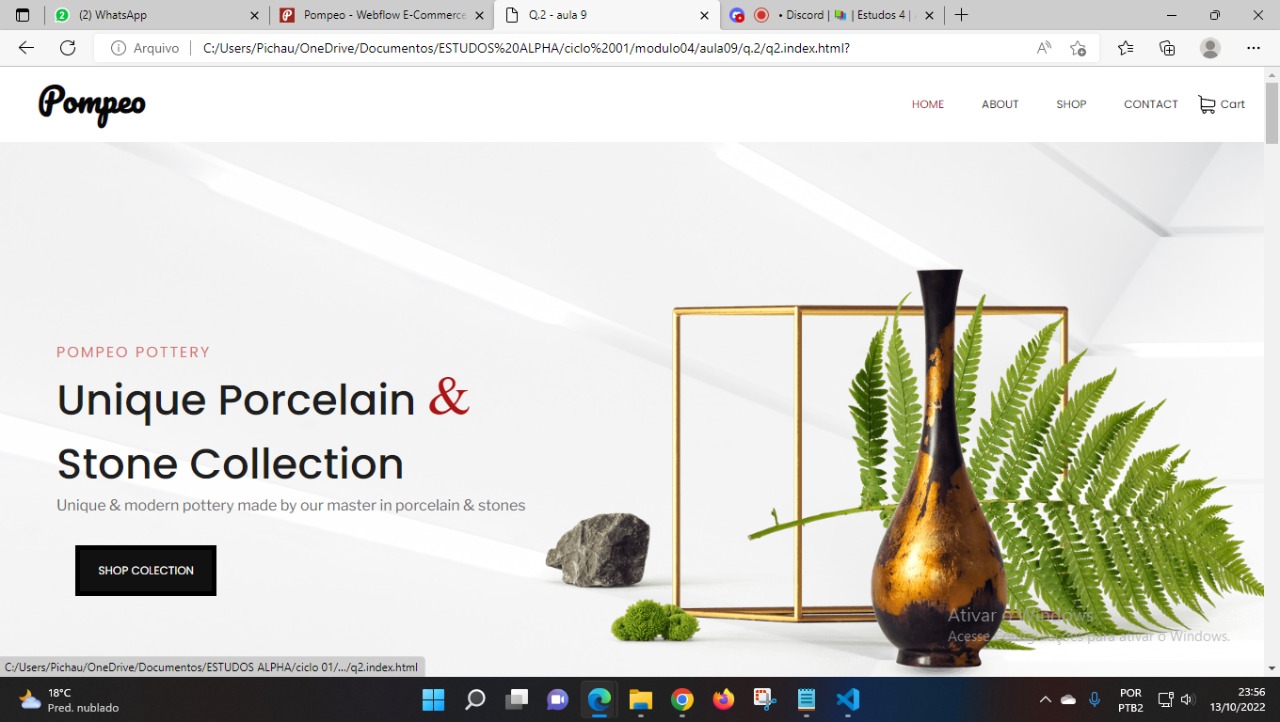 (2) WhatsApp
Pompeo - Webflow E-Commerce
Q.2 - aula 9
• Discord | Estudos 4 |
Arquivo
C:/Users/Pichau/OneDrive/Documentos/ESTUDOS%20ALPHA/ciclo%2001/modulo04/aula09/q.2/q2.index.html?
Pompeo
HOME
ABOUT
SHOP
CONTACT
Cart
POMPEO POTTERY
Unique Porcelain &
Stone Collection
Unique & modern pottery made by our master in porcelain & stones
SHOP COLECTION
Ativar o Windows
Acesse Configurações para ativar o Windows.
C:/Users/Pichau/OneDrive/Documentos/ESTUDOS ALPHA/ciclo 01/.../q2.index.html
18°C
Pred. nublado
POR
PTB2
23:56
13/10/2022